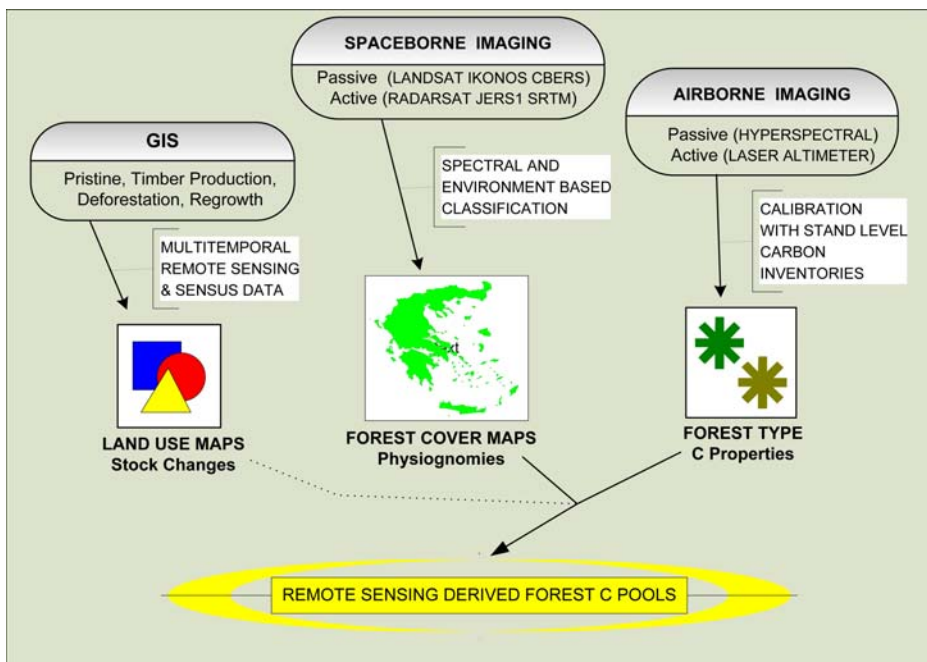 SPACEBORNE IMAGING
Passive (LANDSAT IKONOS CBERS)
Active (RADARSAT JERS1 SRTM)
AIRBORNE IMAGING
Passive (HYPERSPECTRAL)
Active (LASER ALTIMETER)
GIS
Pristine, Timber Production,
Deforestation, Regrowth
MULTITEMPORAL
REMOTE SENSING
& SENSUS DATA
SPECTRAL AND
ENVIRONMENT BASED
CLASSIFICATION
CALIBRATION
WITH STAND LEVEL
CARBON
INVENTORIES
LAND USE MAPS
Stock Changes
FOREST COVER MAPS
Physiognomies
FOREST TYPE
C Properties
REMOTE SENSING DERIVED FOREST C POOLS